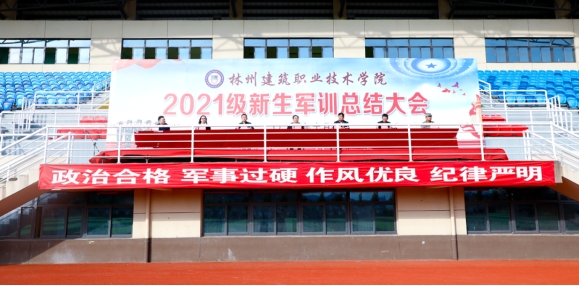 林州建筑职业技术学院
2021级新生军训总结大会
政治合格 军事过硬 作风优良 纪律严明